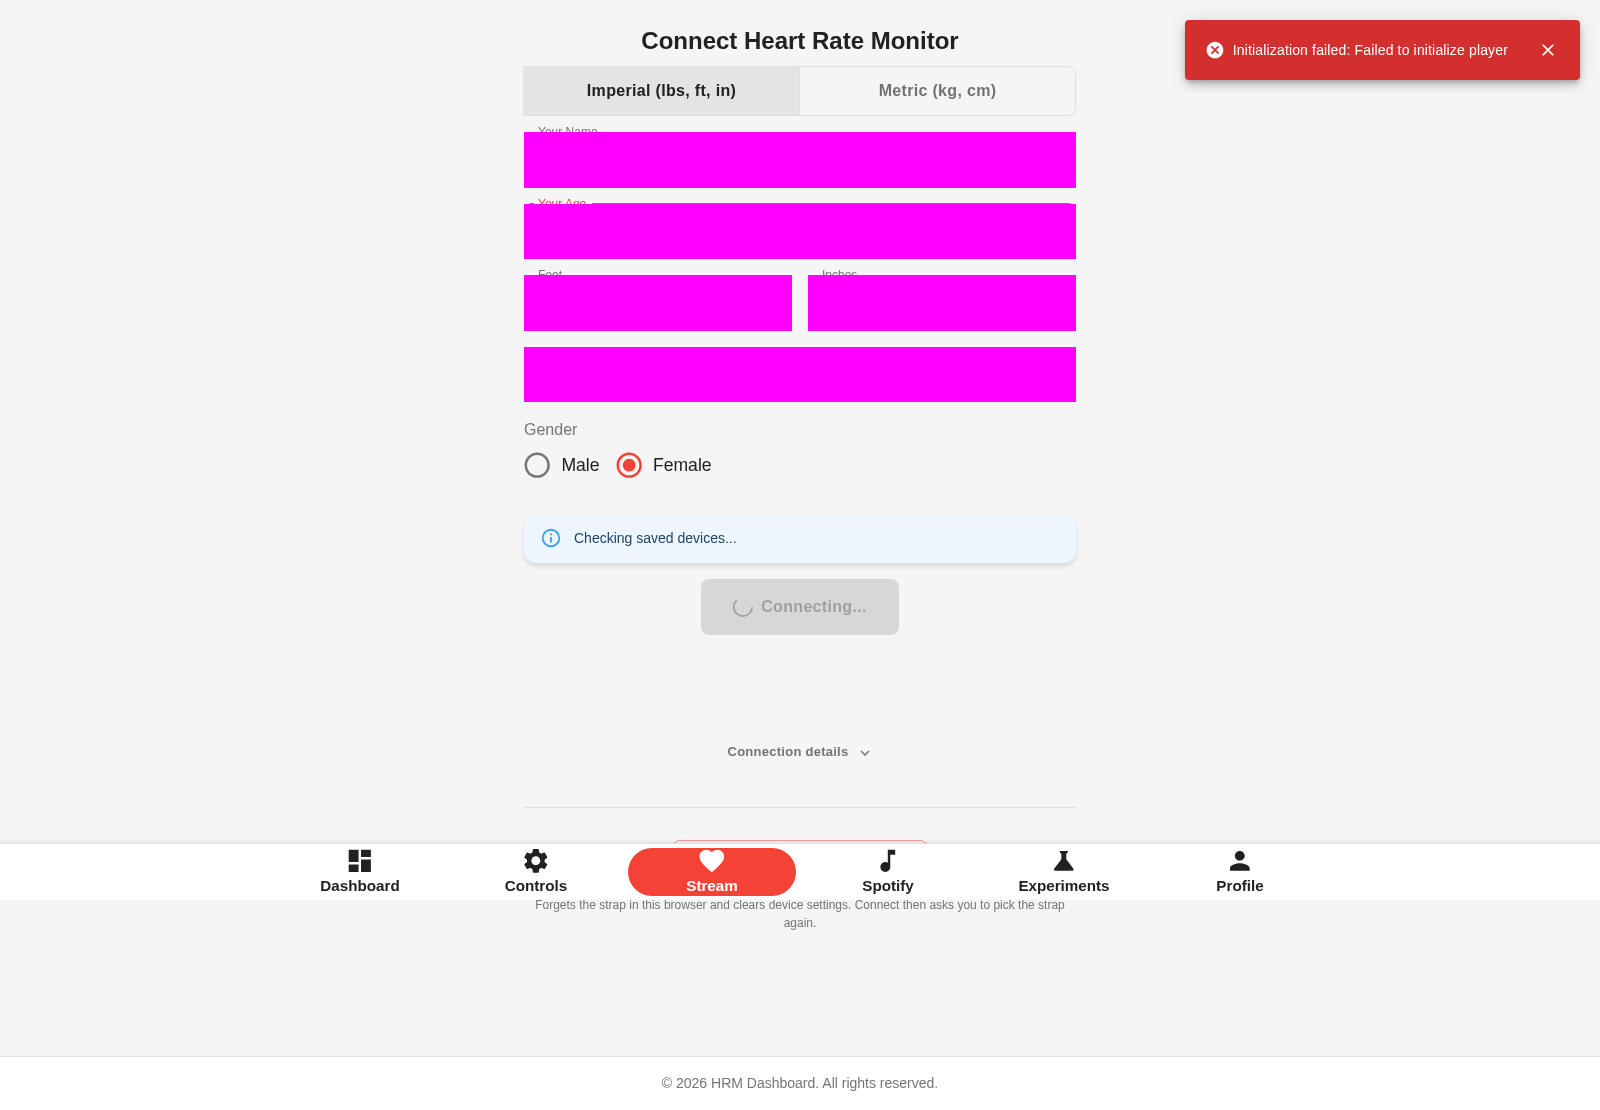 Connect Heart Rate Monitor
Initialization failed: Failed to initialize player
Imperial (lbs, ft, in)
Metric (kg, cm)
Your Name
Your Age
Feet
Inches
Gender
Male
Female
Checking saved devices...
Connecting...
Connection details
Dashboard
Controls
Stream
Spotify
Experiments
Profile
Forgets the strap in this browser and clears device settings. Connect then asks you to pick the strap
again.
© 2026 HRM Dashboard. All rights reserved.